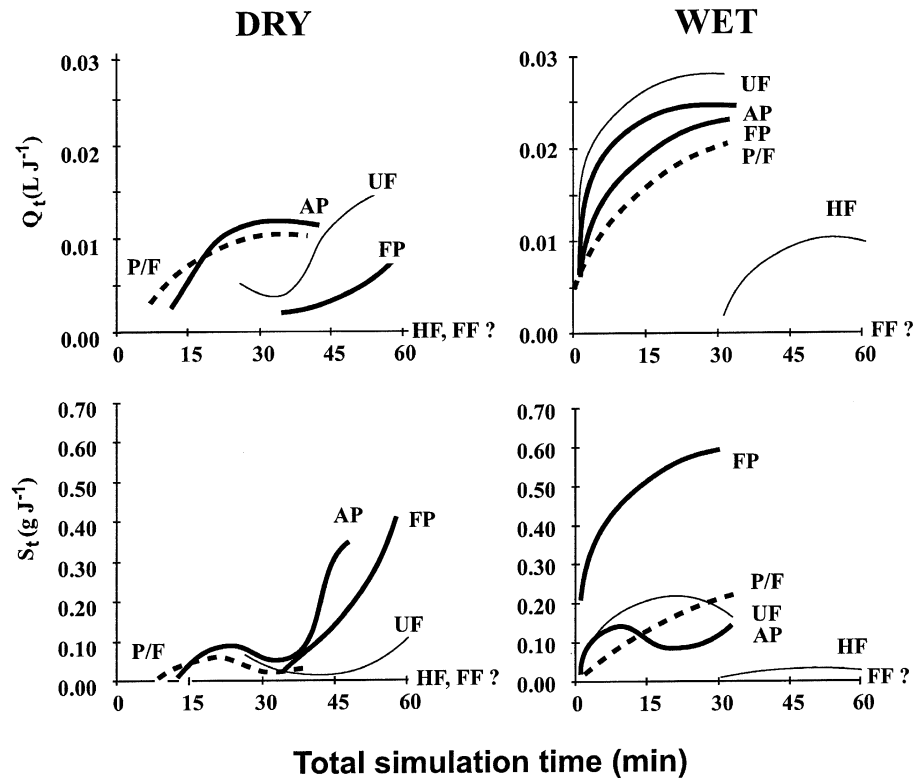 DRY
WET
0.03
0.02
0.01
0.00
Qt(L J-1)
P/F
AP
UF
FP
HF, FF ?
0 15 30 45 60
0.03
0.02
0.01
0.00
UF
AP
FP
P/F
HF
FF ?
0 15 30 45 60
0.70
0.60
0.50
0.40
0.30
0.20
0.10
0.00
St(g J-1)
P/F
AP
FP
UF
HF, FF ?
0 15 30 45 60
0.70
0.60
0.50
0.40
0.30
0.20
0.10
0.00
FP
P/F
UF
AP
HF
FF ?
0 15 30 45 60
Total simulation time (min)